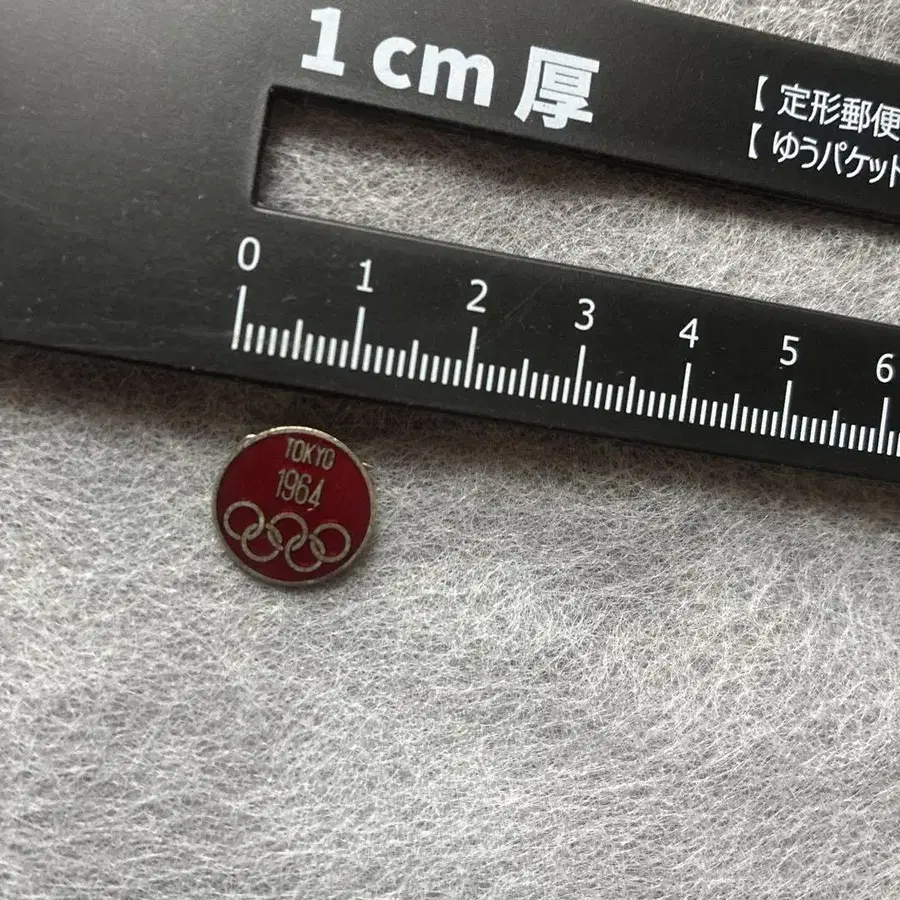 1 cm 厚
【 定形郵便
【 ゆうパケット
0 1 2 3 4 5 6
TOKYO
1964